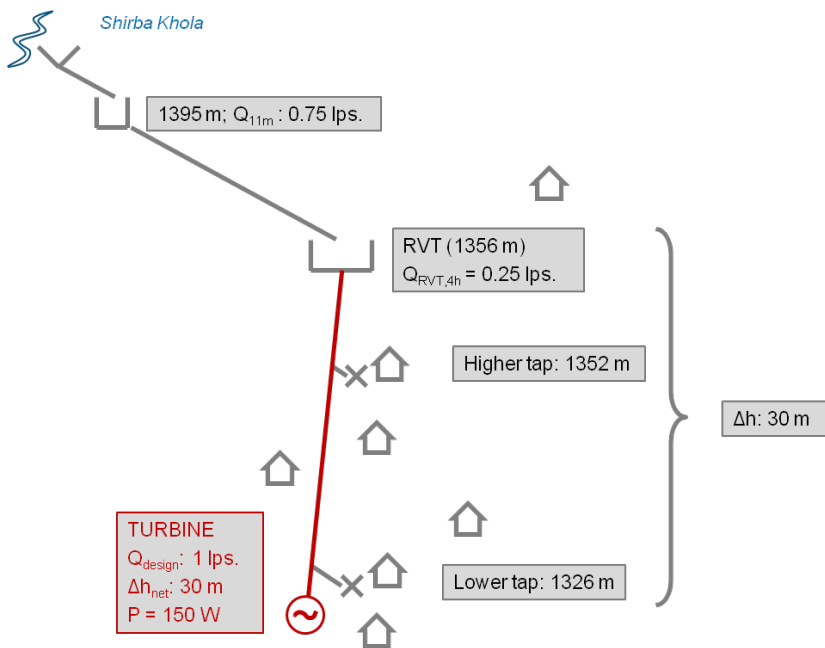 Shirba Khola
1395 m; Q11m : 0.75 lps.
RVT (1356 m)
QRVT,4h = 0.25 lps.
Higher tap: 1352 m
Δh: 30 m
TURBINE
Qdesign: 1 lps.
Δhnet: 30 m
P = 150 W
Lower tap: 1326 m
~